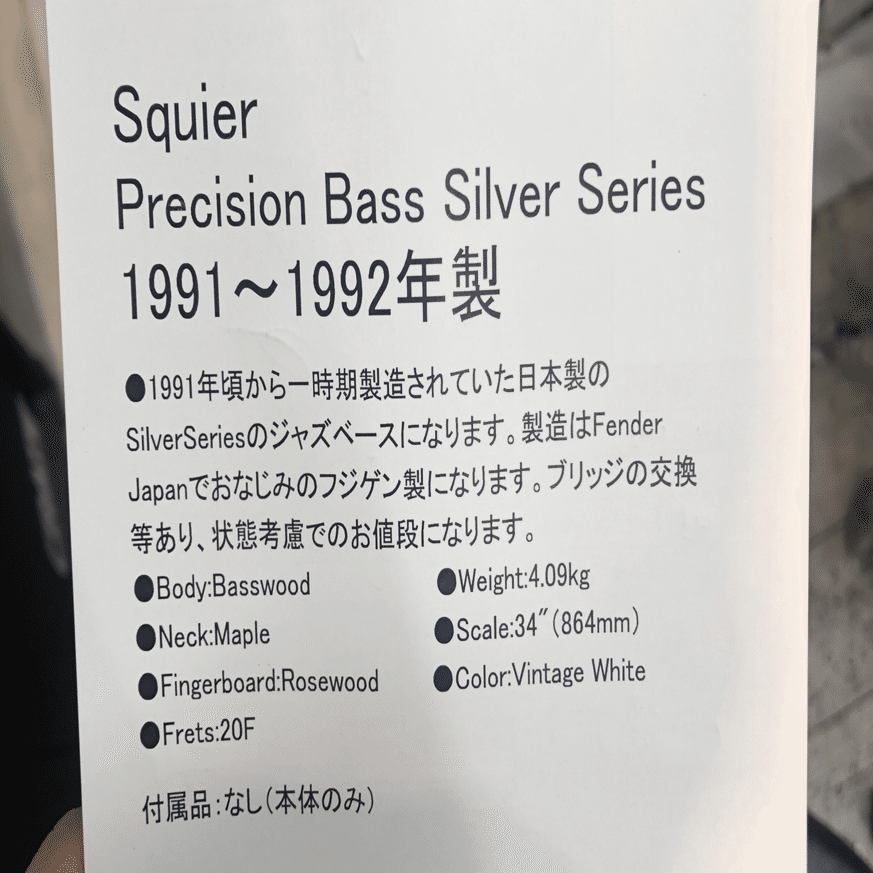 Squier
Precision Bass Silver Series
1991～1992年製
●1991年頃から一時期製造されていた日本製の
SilverSeriesのジャズベースになります。製造はFender
Japanでおなじみのフジゲン製になります。ブリッジの交換
等あり、状態考慮でのお値段になります。
●Body:Basswood
●Neck:Maple
●Fingerboard:Rosewood
●Frets:20F
●Weight:4.09kg
●Scale:34″(864mm)
●Color:Vintage White
付属品:なし(本体のみ)